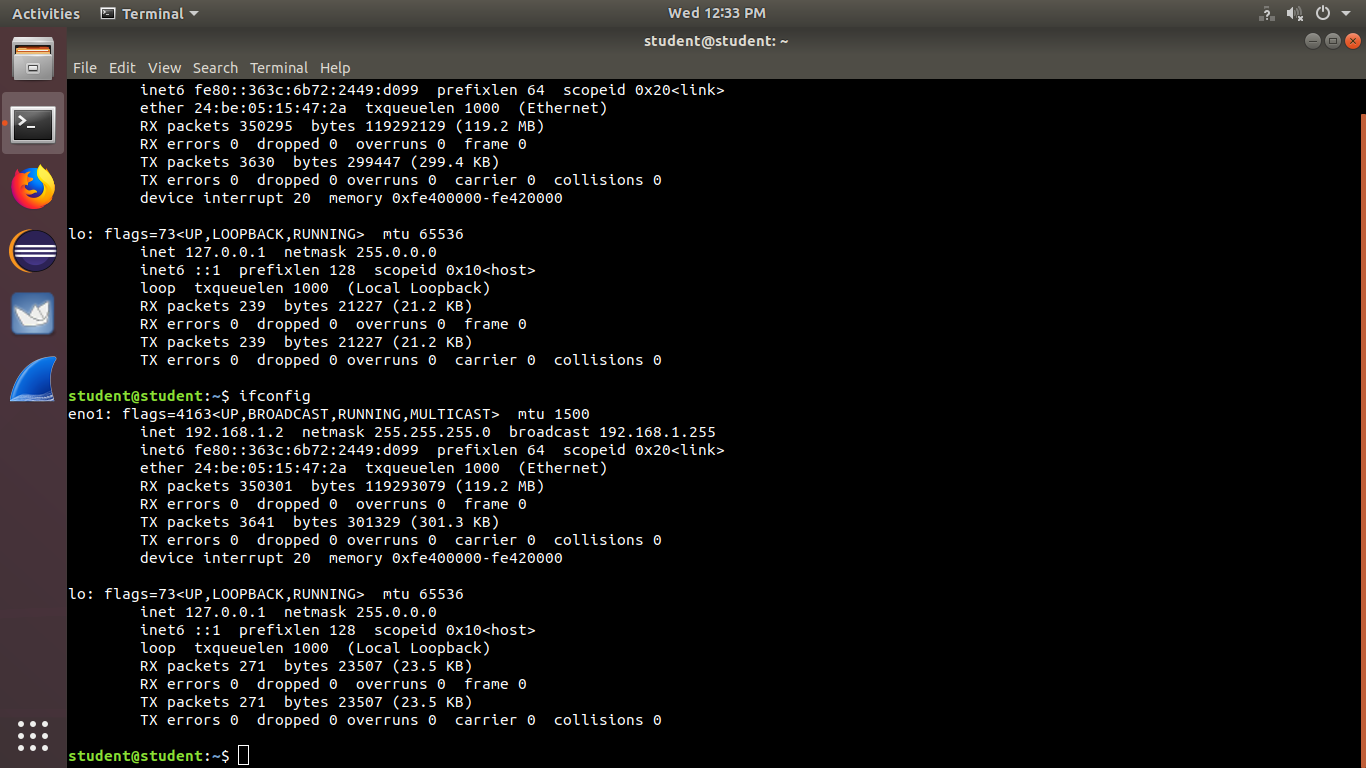 Activities Terminal Wed 12:33 PM
student@student: ~
File Edit View Search Terminal Help
        inet6 fe80::363c:6b72:2449:d099  prefixlen 64  scopeid 0x20<link>
        ether 24:be:05:15:47:2a  txqueuelen 1000  (Ethernet)
        RX packets 350295  bytes 119292129 (119.2 MB)
        RX errors 0  dropped 0  overruns 0  frame 0
        TX packets 3630  bytes 299447 (299.4 KB)
        TX errors 0  dropped 0 overruns 0  carrier 0  collisions 0
        device interrupt 20  memory 0xfe400000-fe420000

lo: flags=73<UP,LOOPBACK,RUNNING>  mtu 65536
        inet 127.0.0.1  netmask 255.0.0.0
        inet6 ::1  prefixlen 128  scopeid 0x10<host>
        loop  txqueuelen 1000  (Local Loopback)
        RX packets 239  bytes 21227 (21.2 KB)
        RX errors 0  dropped 0  overruns 0  frame 0
        TX packets 239  bytes 21227 (21.2 KB)
        TX errors 0  dropped 0 overruns 0  carrier 0  collisions 0

student@student:~$ ifconfig
eno1: flags=4163<UP,BROADCAST,RUNNING,MULTICAST>  mtu 1500
        inet 192.168.1.2  netmask 255.255.255.0  broadcast 192.168.1.255
        inet6 fe80::363c:6b72:2449:d099  prefixlen 64  scopeid 0x20<link>
        ether 24:be:05:15:47:2a  txqueuelen 1000  (Ethernet)
        RX packets 350301  bytes 119293079 (119.2 MB)
        RX errors 0  dropped 0  overruns 0  frame 0
        TX packets 3641  bytes 301329 (301.3 KB)
        TX errors 0  dropped 0 overruns 0  carrier 0  collisions 0
        device interrupt 20  memory 0xfe400000-fe420000

lo: flags=73<UP,LOOPBACK,RUNNING>  mtu 65536
        inet 127.0.0.1  netmask 255.0.0.0
        inet6 ::1  prefixlen 128  scopeid 0x10<host>
        loop  txqueuelen 1000  (Local Loopback)
        RX packets 271  bytes 23507 (23.5 KB)
        RX errors 0  dropped 0  overruns 0  frame 0
        TX packets 271  bytes 23507 (23.5 KB)
        TX errors 0  dropped 0 overruns 0  carrier 0  collisions 0

student@student:~$